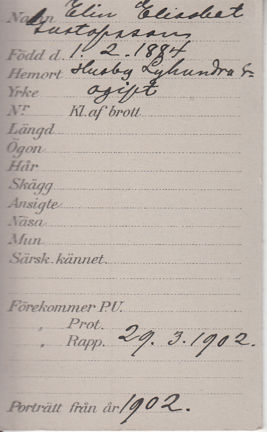 Namn Elin Elisabet
Gustafsson
Född d. 1. 2. 1884
Hemort Husby Lyhundra
Yrke ogift
Nr Kl. af brott
Längd
Ögon
Hår
Skägg
Ansigte
Näsa
Mun
Särsk. kännet.
Förekommer P.U.
„ Prot.
„ Rapp. 29. 3. 1902.
Porträtt från år 1902.